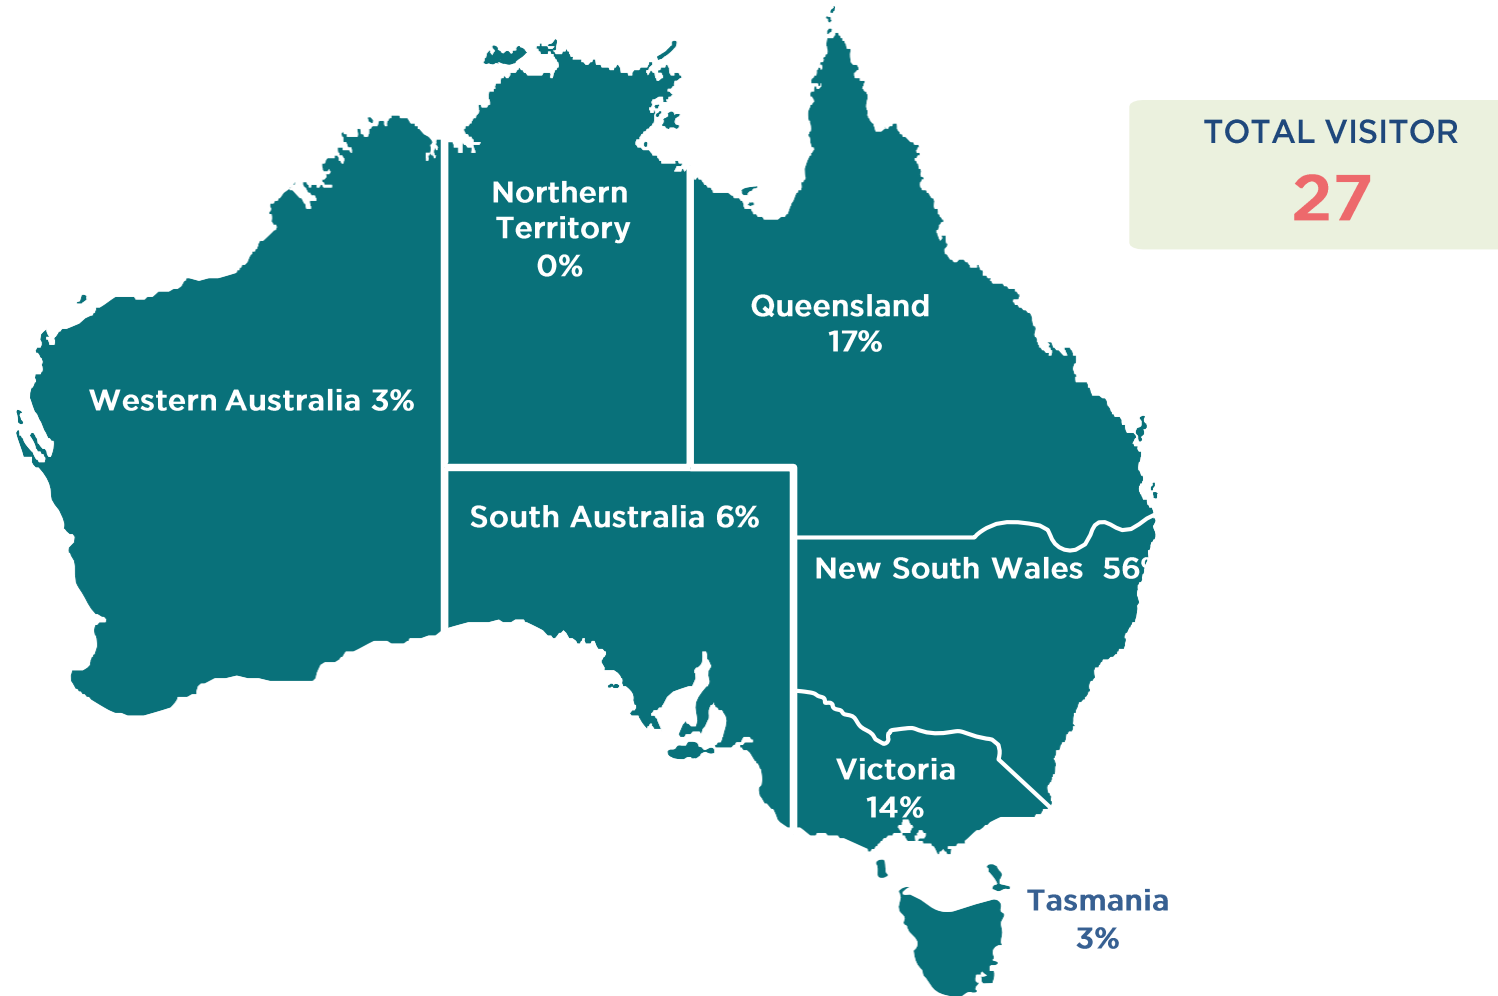 TOTAL VISITOR
27
Northern
Territory
0%
Queensland
17%
Western Australia 3%
South Australia 6%
New South Wales 56%
Victoria
14%
Tasmania
3%